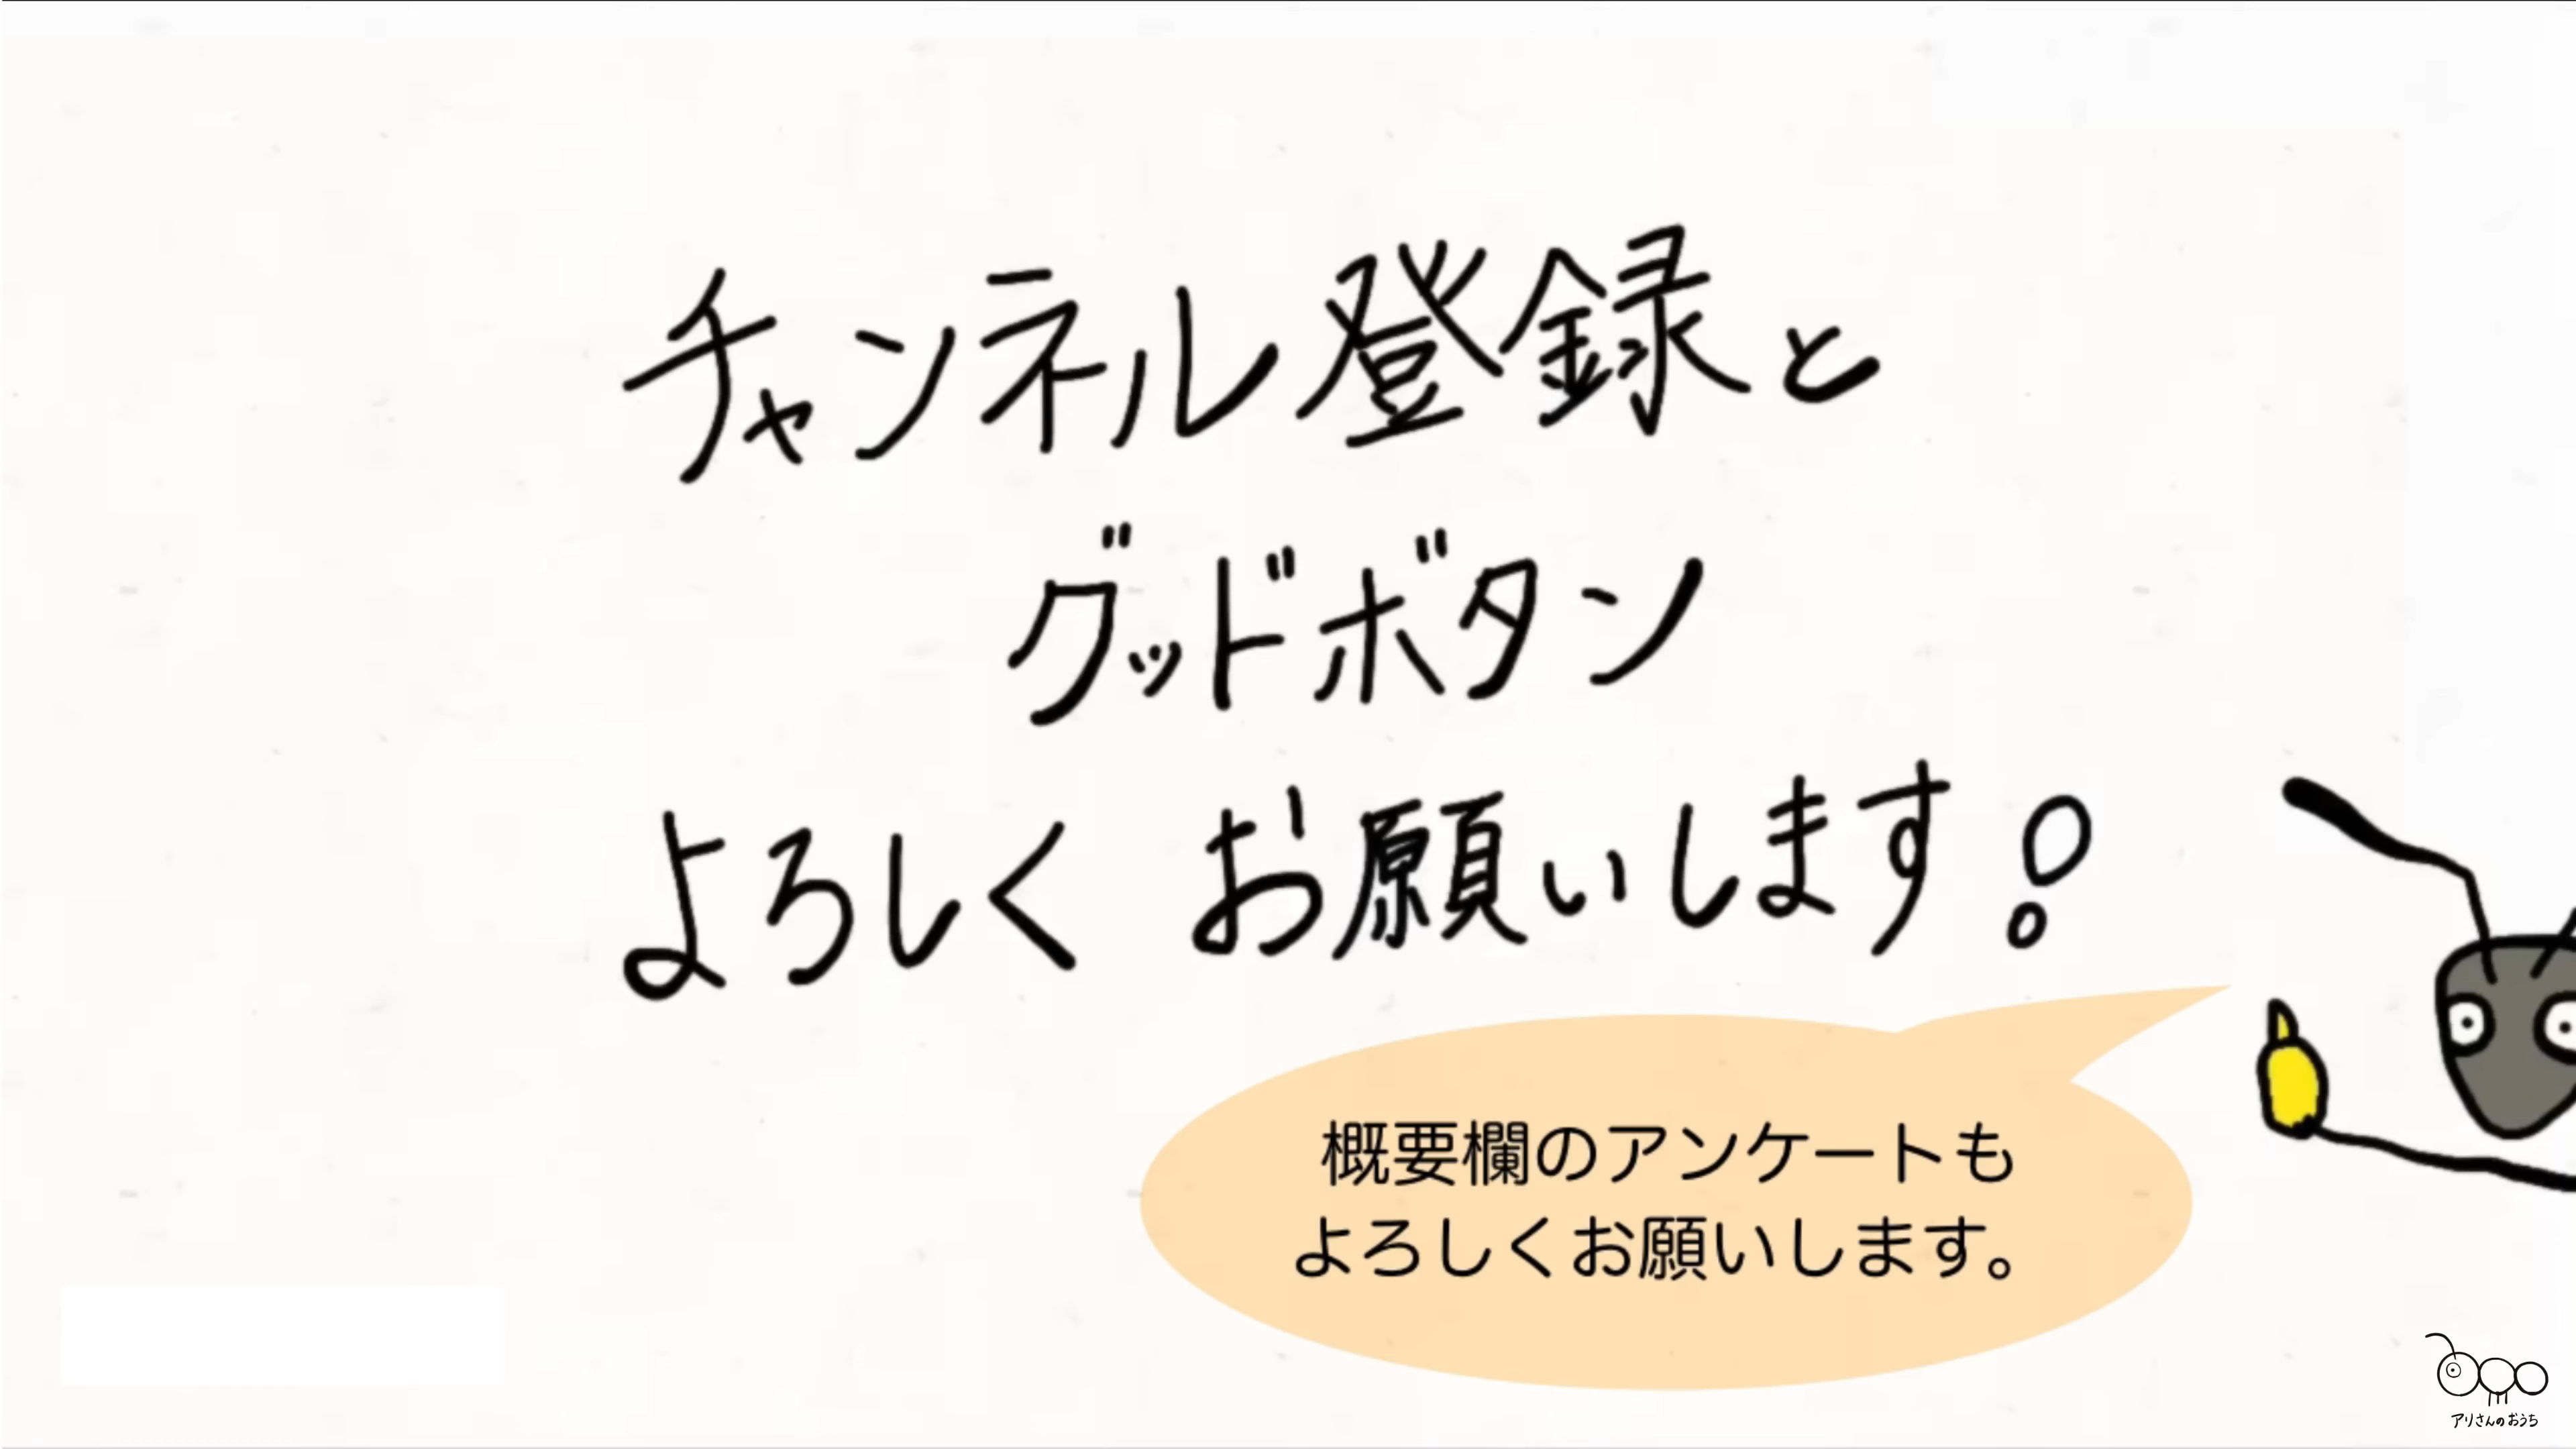 チャンネル登録と
グッドボタン
よろしく お願いします!
概要欄のアンケートも
よろしくお願いします。
アリさんのおうち